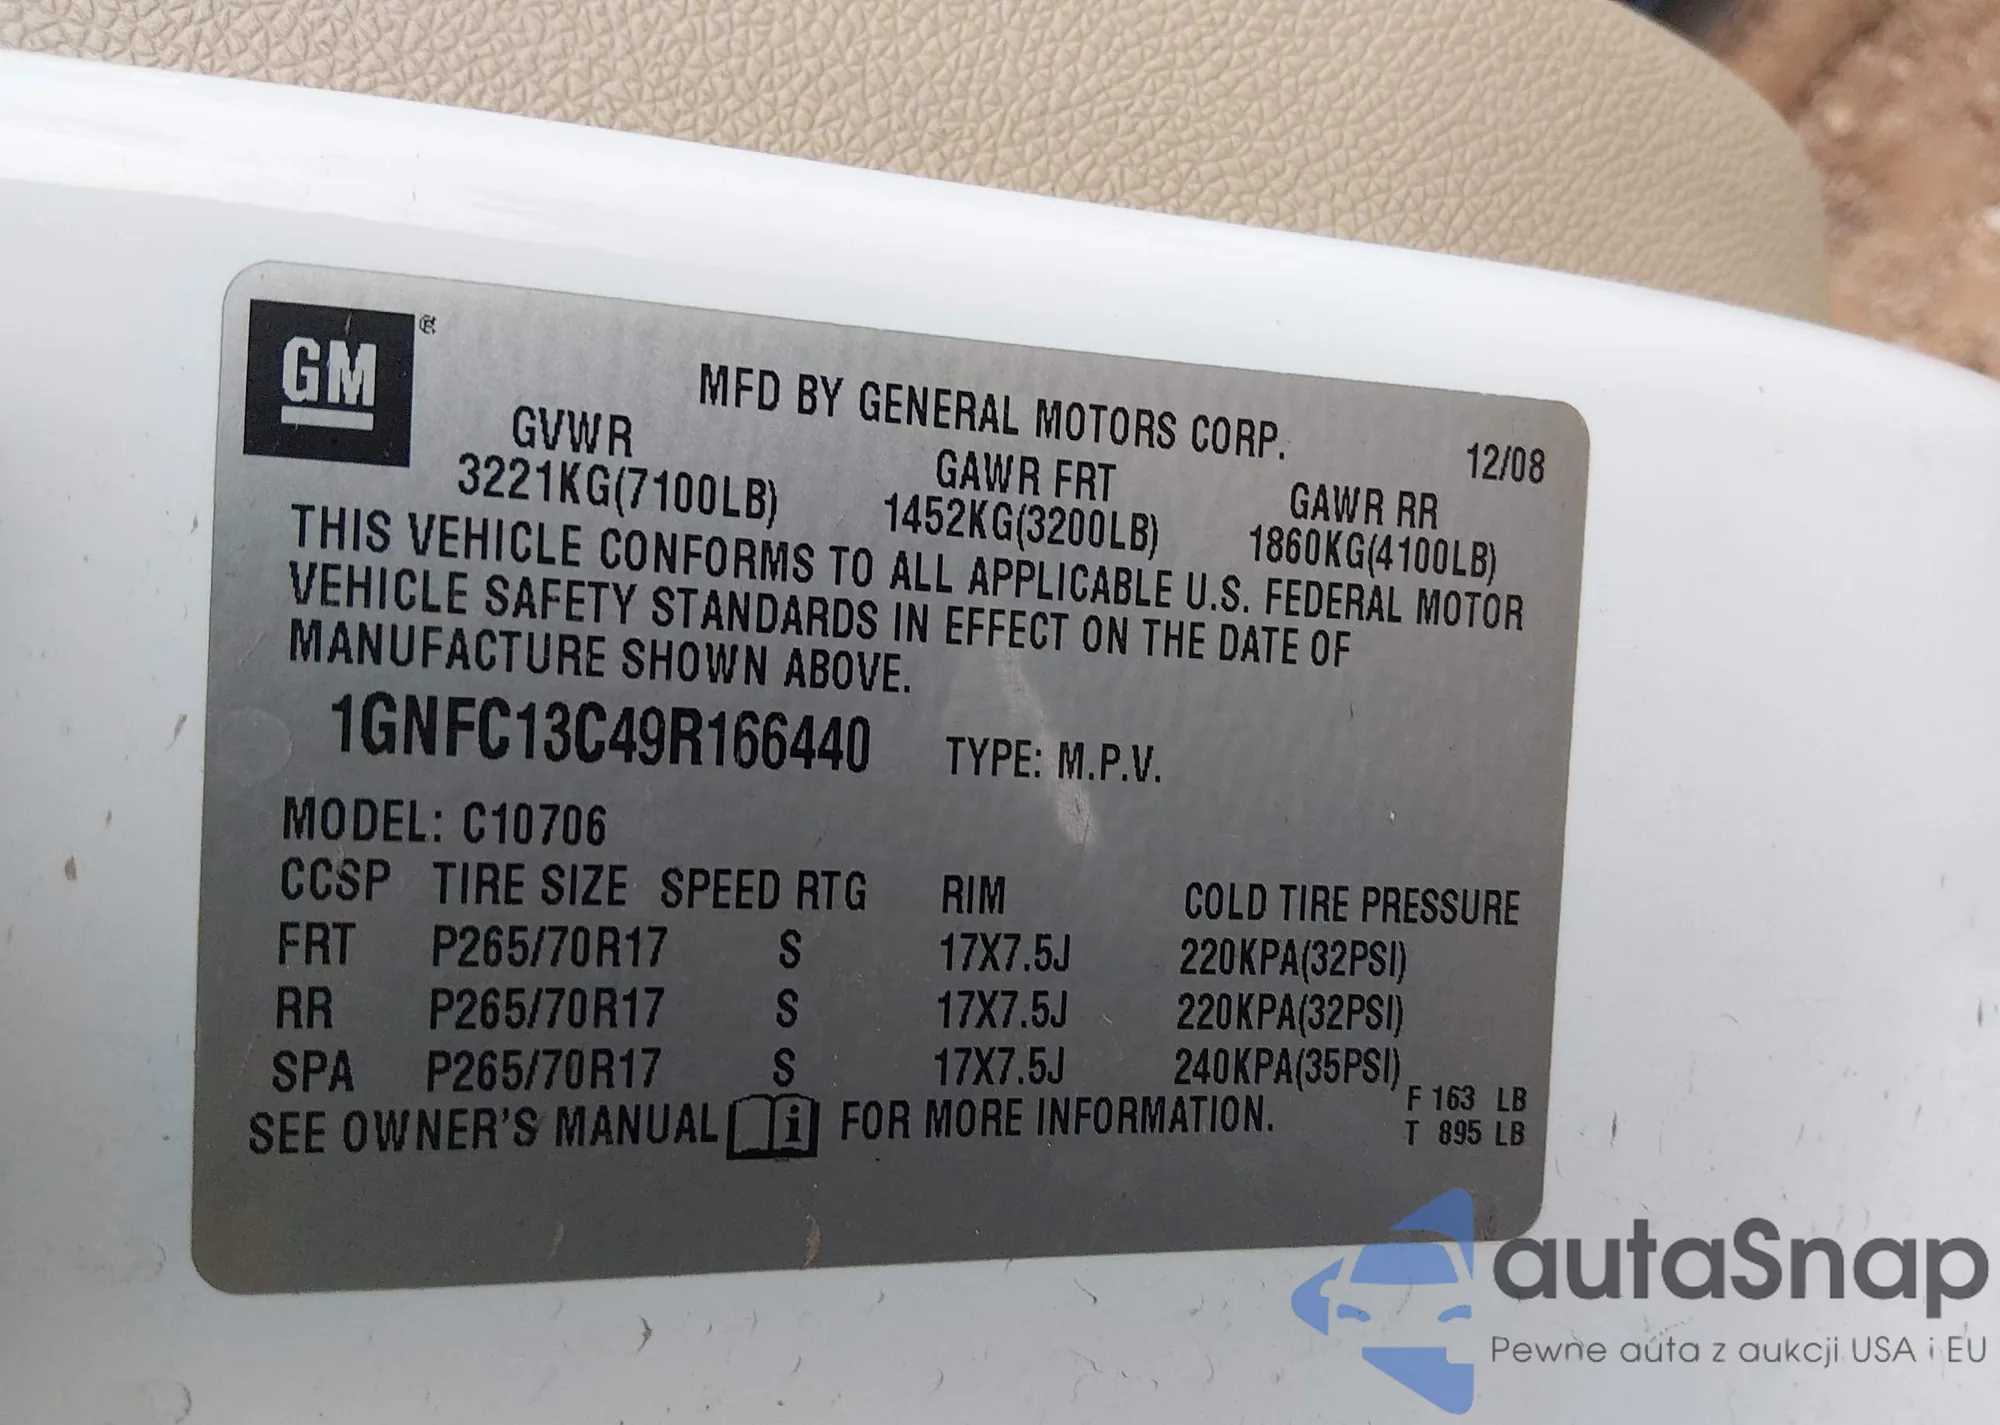 GM
MFD BY GENERAL MOTORS CORP.
12/08
GVWR GAWR FRT GAWR RR
3221KG(7100LB) 1452KG(3200LB) 1860KG(4100LB)
THIS VEHICLE CONFORMS TO ALL APPLICABLE U.S. FEDERAL MOTOR
VEHICLE SAFETY STANDARDS IN EFFECT ON THE DATE OF
MANUFACTURE SHOWN ABOVE.
1GNFC13C49R166440 TYPE: M.P.V.
MODEL: C10706
CCSP TIRE SIZE SPEED RTG RIM COLD TIRE PRESSURE
FRT P265/70R17 S 17X7.5J 220KPA(32PSI)
RR P265/70R17 S 17X7.5J 220KPA(32PSI)
SPA P265/70R17 S 17X7.5J 240KPA(35PSI)
SEE OWNER'S MANUAL i FOR MORE INFORMATION.
F 163 LB
T 895 LB
autaSnap
Pewne auta z aukcji USA i EU